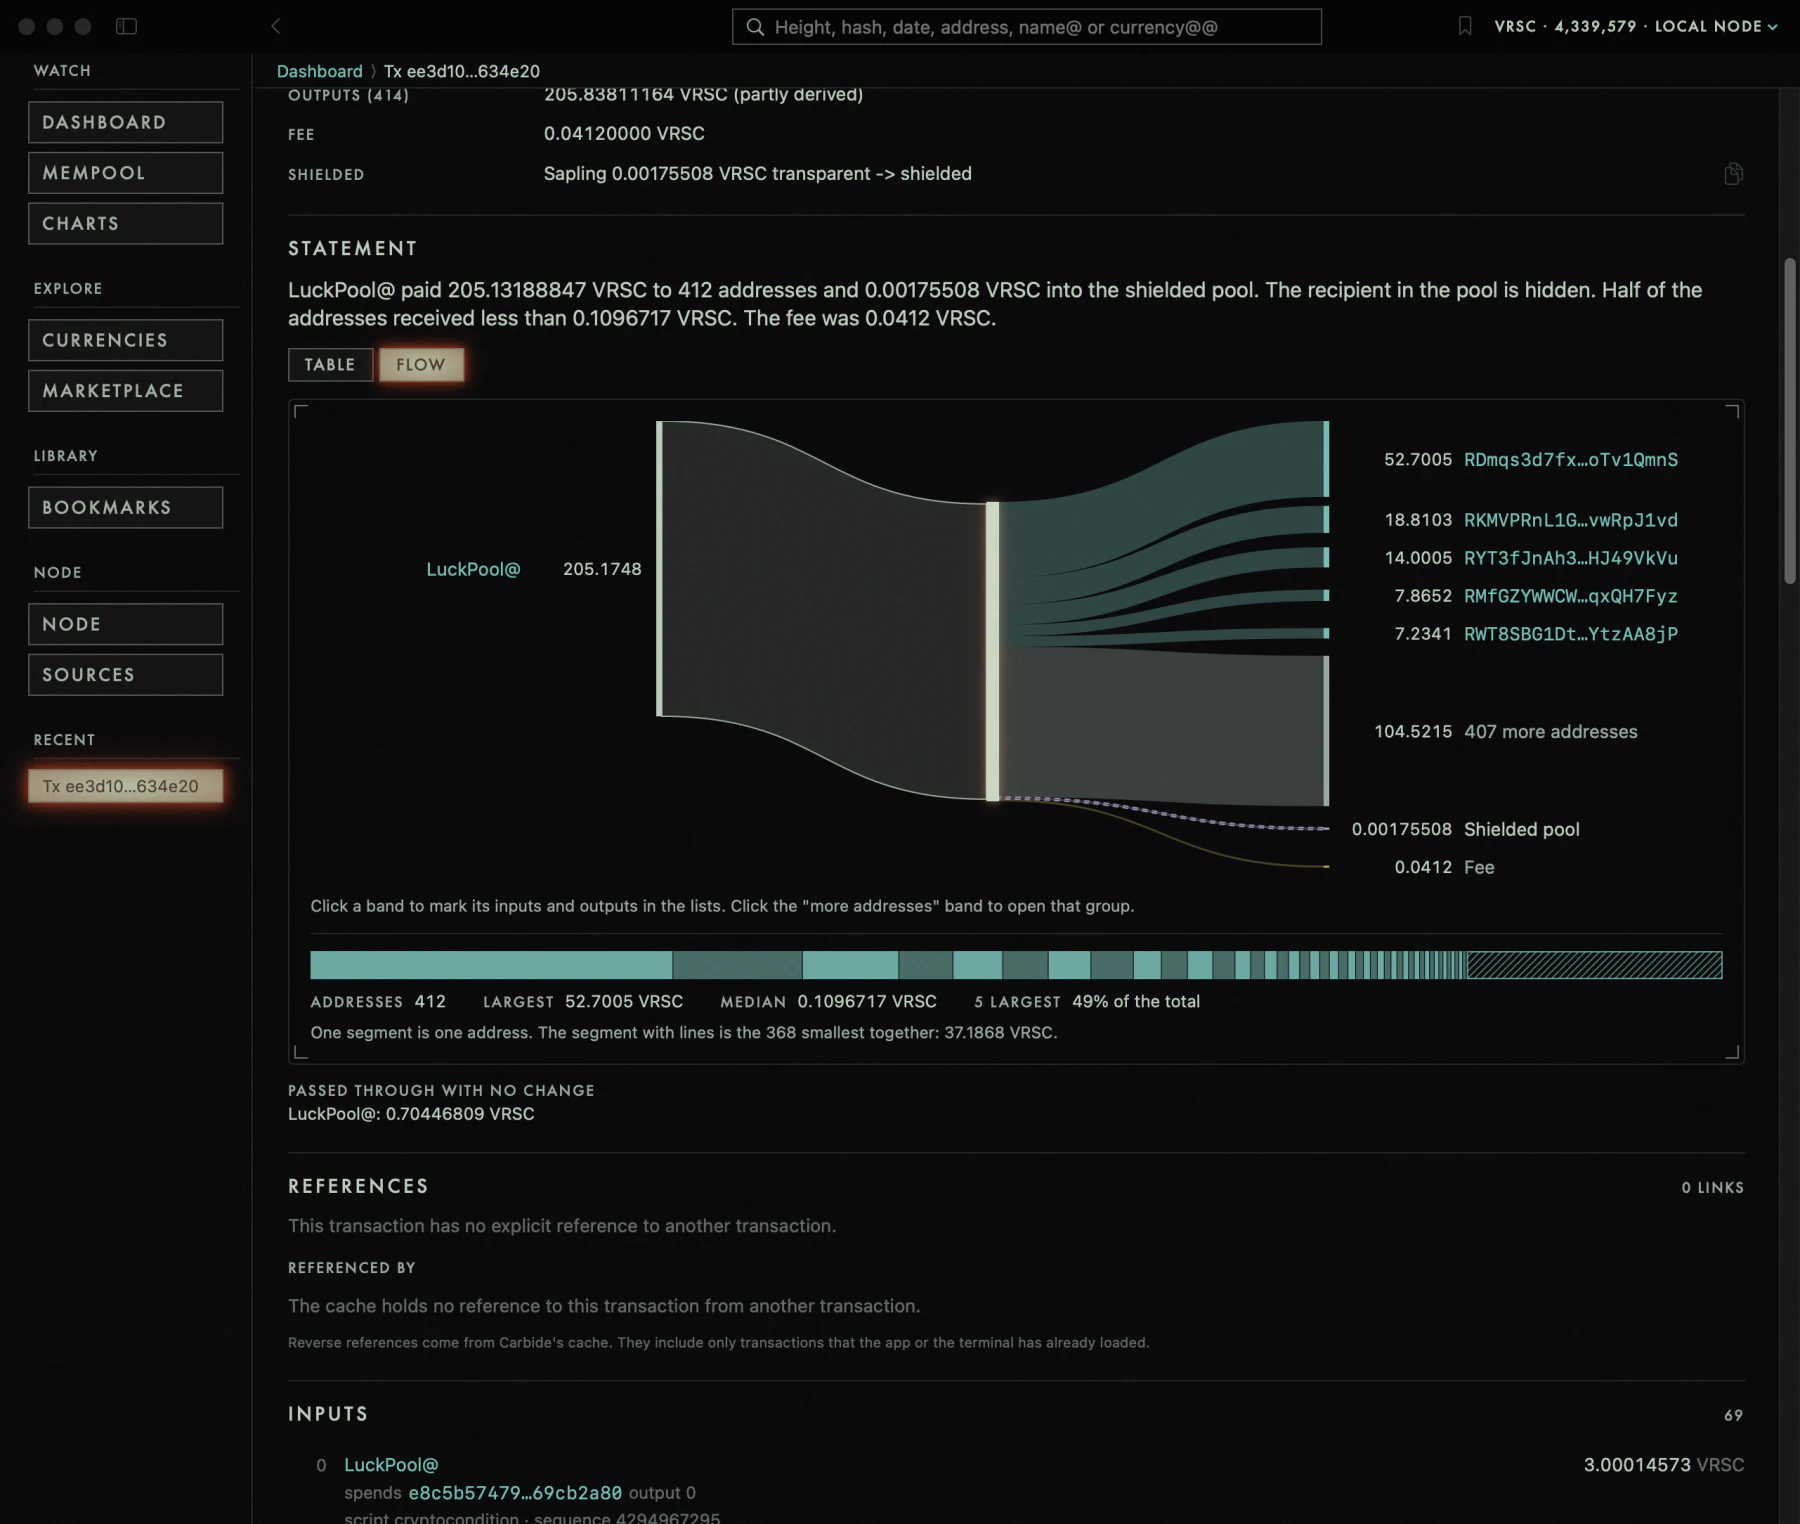 Height, hash, date, address, name@ or currency@@
VRSC · 4,339,579 · LOCAL NODE
WATCH
DASHBOARD
MEMPOOL
CHARTS
EXPLORE
CURRENCIES
MARKETPLACE
LIBRARY
BOOKMARKS
NODE
NODE
SOURCES
RECENT
Tx ee3d10...634e20
Dashboard ⟩ Tx ee3d10...634e20
OUTPUTS (414) 205.83811164 VRSC (partly derived)
FEE 0.04120000 VRSC
SHIELDED Sapling 0.00175508 VRSC transparent -> shielded
STATEMENT
LuckPool@ paid 205.13188847 VRSC to 412 addresses and 0.00175508 VRSC into the shielded pool. The recipient in the pool is hidden. Half of the
addresses received less than 0.1096717 VRSC. The fee was 0.0412 VRSC.
TABLE FLOW
LuckPool@ 205.1748
52.7005 RDmqs3d7fx…oTv1QmnS
18.8103 RKMVPRnL1G…vwRpJ1vd
14.0005 RYT3fJnAh3…HJ49VkVu
7.8652 RMfGZYWWCW…qxQH7Fyz
7.2341 RWT8SBG1Dt…YtzAA8jP
104.5215 407 more addresses
0.00175508 Shielded pool
0.0412 Fee
Click a band to mark its inputs and outputs in the lists. Click the "more addresses" band to open that group.
ADDRESSES 412 LARGEST 52.7005 VRSC MEDIAN 0.1096717 VRSC 5 LARGEST 49% of the total
One segment is one address. The segment with lines is the 368 smallest together: 37.1868 VRSC.
PASSED THROUGH WITH NO CHANGE
LuckPool@: 0.70446809 VRSC
REFERENCES 0 LINKS
This transaction has no explicit reference to another transaction.
REFERENCED BY
The cache holds no reference to this transaction from another transaction.
Reverse references come from Carbide's cache. They include only transactions that the app or the terminal has already loaded.
INPUTS 69
0 LuckPool@ 3.00014573 VRSC
spends e8c5b57479…69cb2a80 output 0
script cryptocondition · sequence 4294967295